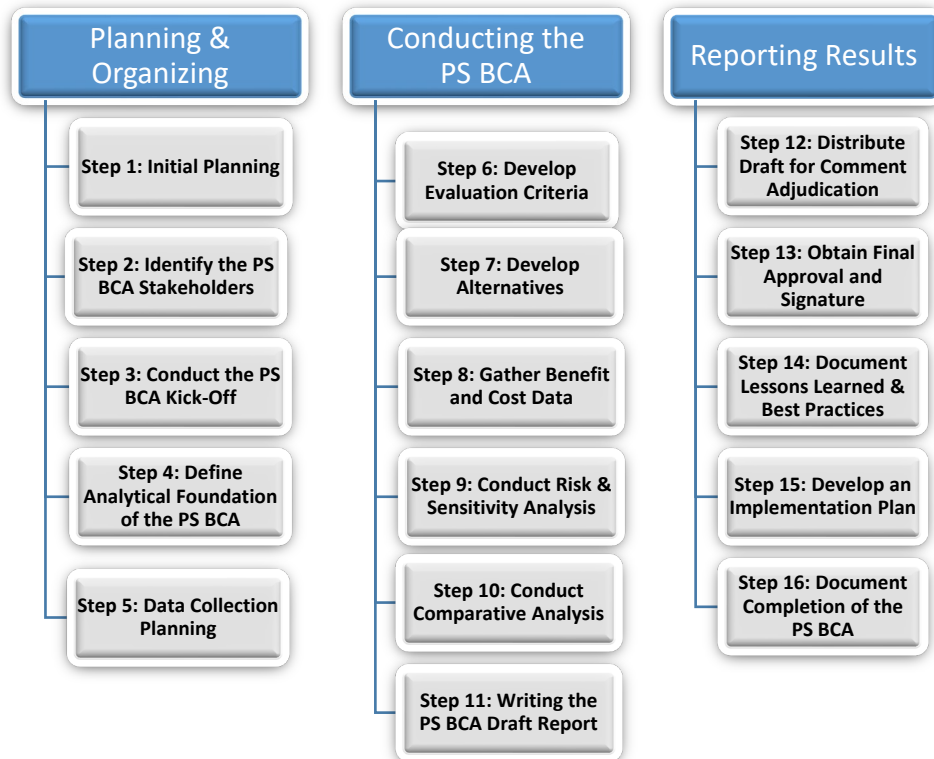 Planning &
Organizing
Step 1: Initial Planning
Step 2: Identify the PS
BCA Stakeholders
Step 3: Conduct the PS
BCA Kick-Off
Step 4: Define
Analytical Foundation
of the PS BCA
Step 5: Data Collection
Planning
Conducting the
PS BCA
Step 6: Develop
Evaluation Criteria
Step 7: Develop
Alternatives
Step 8: Gather Benefit
and Cost Data
Step 9: Conduct Risk &
Sensitivity Analysis
Step 10: Conduct
Comparative Analysis
Step 11: Writing the
PS BCA Draft Report
Reporting Results
Step 12: Distribute
Draft for Comment
Adjudication
Step 13: Obtain Final
Approval and
Signature
Step 14: Document
Lessons Learned &
Best Practices
Step 15: Develop an
Implementation Plan
Step 16: Document
Completion of the
PS BCA